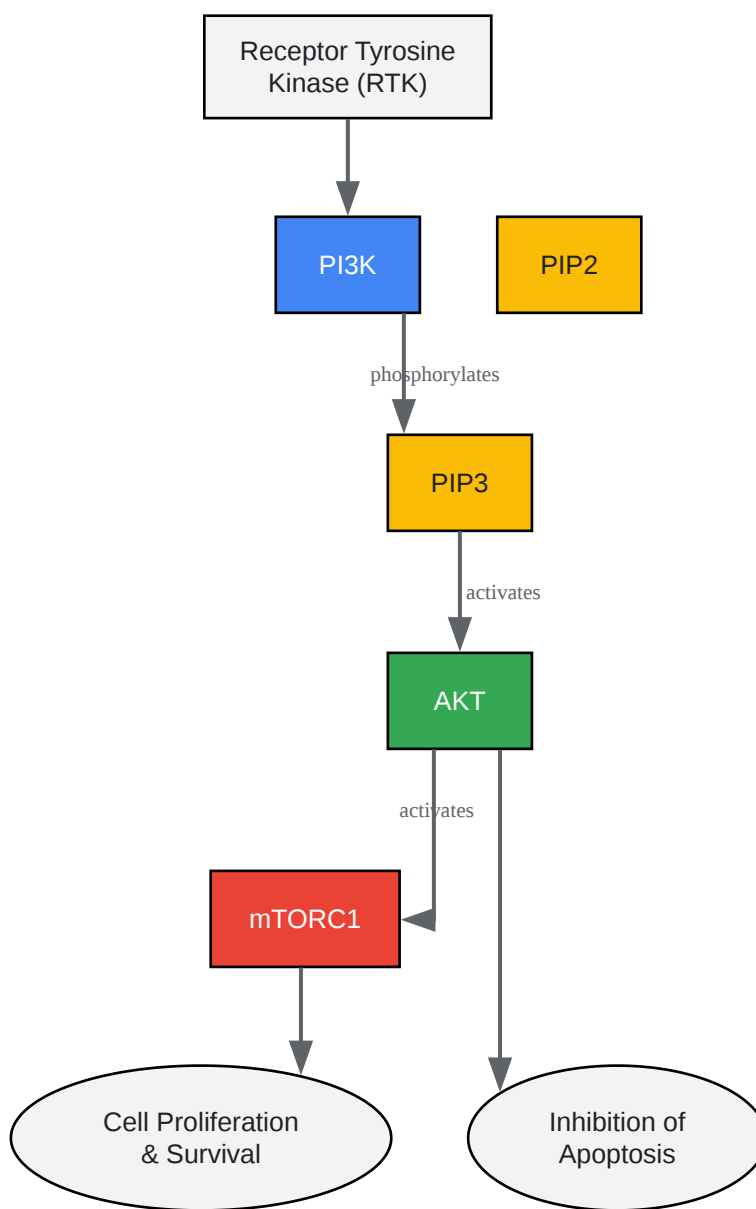 Receptor Tyrosine
Kinase (RTK)
PI3K
PIP2
phosphorylates
PIP3
activates
AKT
activates
mTORC1
Cell Proliferation
& Survival
Inhibition of
Apoptosis